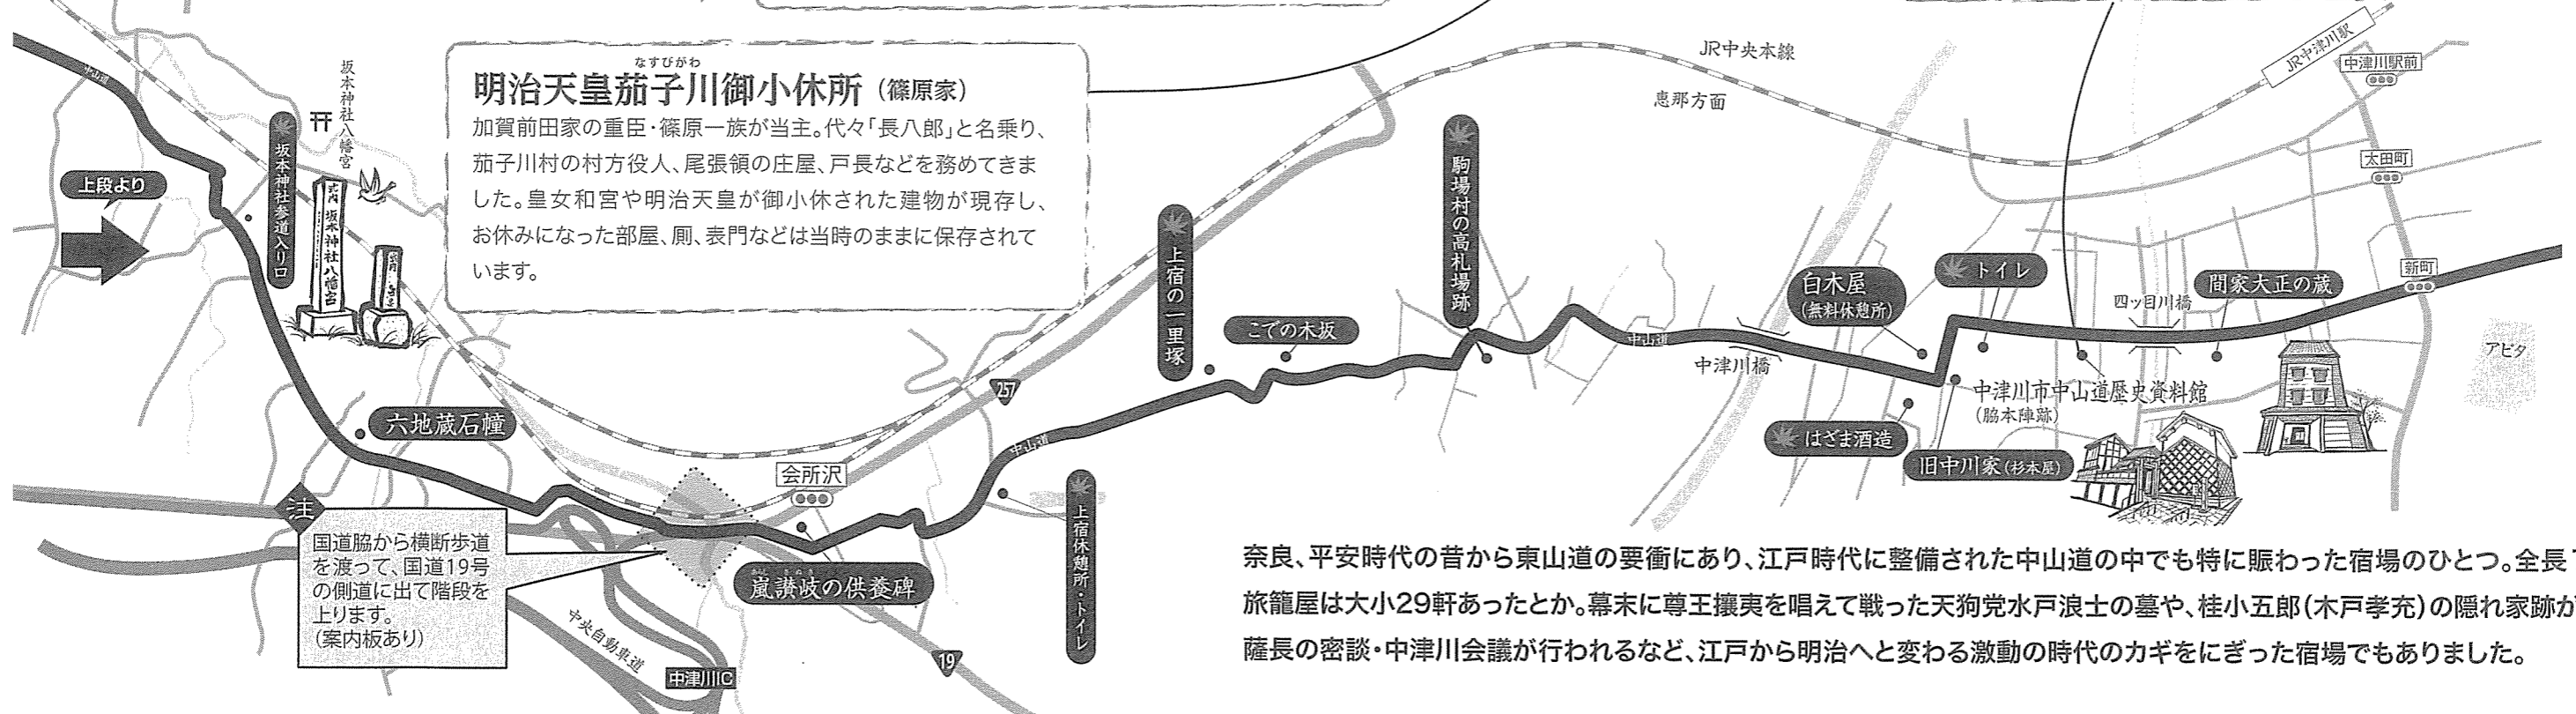 中山道
坂本神社八幡宮
坂本神社参道入り口
上段より
式内 坂本神社八幡宮
なすびがわ
明治天皇茄子川御小休所（篠原家）
加賀前田家の重臣・篠原一族が当主。代々「長八郎」と名乗り、
茄子川村の村方役人、尾張領の庄屋、戸長などを務めてきま
した。皇女和宮や明治天皇が御小休された建物が現存し、
お休みになった部屋、厠、表門などは当時のままに保存されて
います。
六地蔵石幢
注
国道脇から横断歩道
を渡って、国道19号
の側道に出て階段を
上ります。
（案内板あり）
中央自動車道
中津川IC
会所沢
嵐讃岐の供養碑
19
257
中山道
上宿休憩所・トイレ
上宿の一里塚
こでの木坂
駒場村の高札場跡
JR中央本線
恵那方面
中山道
中津川橋
白木屋
（無料休憩所）
トイレ
はざま酒造
旧中川家（杉本屋）
中津川市中山道歴史資料館
（脇本陣跡）
四ツ目川橋
間家大正の蔵
JR中津川駅
中津川駅前
太田町
新町
アピタ
奈良、平安時代の昔から東山道の要衝にあり、江戸時代に整備された中山道の中でも特に賑わった宿場のひとつ。全長
旅籠屋は大小29軒あったとか。幕末に尊王攘夷を唱えて戦った天狗党水戸浪士の墓や、桂小五郎（木戸孝允）の隠れ家跡が
薩長の密談・中津川会議が行われるなど、江戸から明治へと変わる激動の時代のカギをにぎった宿場でもありました。